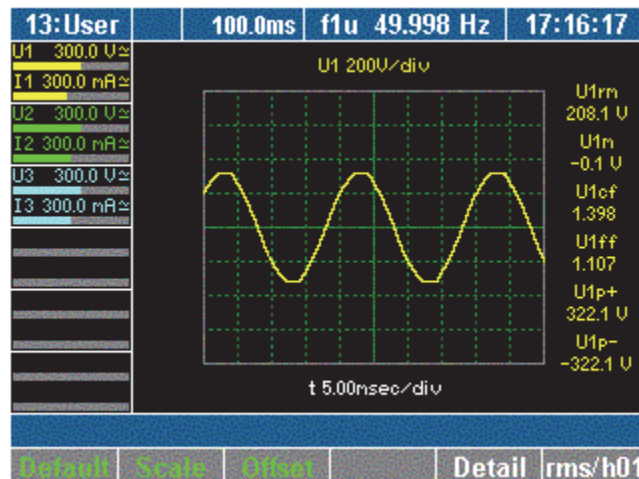 13:User 100.0ms f1u 49.998 Hz 17:16:17
U1 300.0 V≃
I1 300.0 mA≃
U2 300.0 V≃
I2 300.0 mA≃
U3 300.0 V≃
I3 300.0 mA≃
U1 200V/div
U1rm
208.1 V
U1m
-0.1 V
U1cf
1.398
U1ff
1.107
U1p+
322.1 V
U1p-
-322.1 V
t 5.00msec/div
Default Scale Offset Detail rms/h01